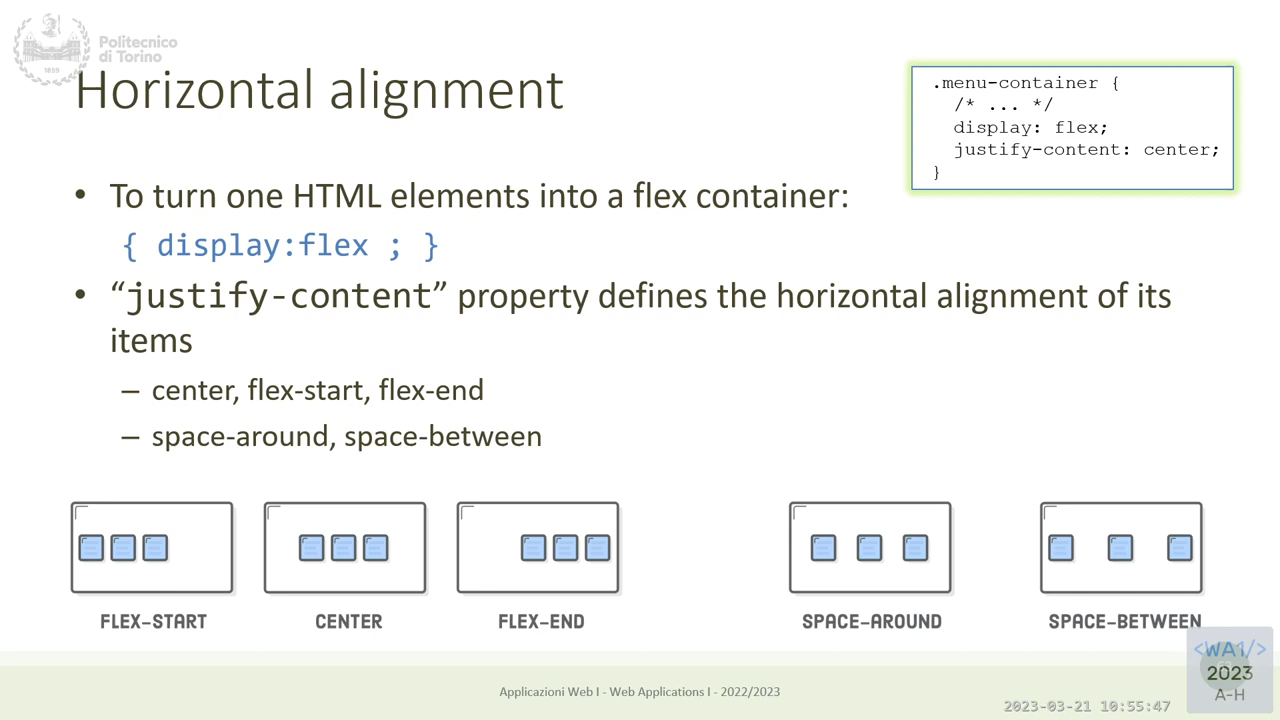 Politecnico
di Torino
1859
Horizontal alignment
.menu-container {
/* ... */
display: flex;
justify-content: center;
}
• To turn one HTML elements into a flex container:
{ display:flex ; }
• “justify-content” property defines the horizontal alignment of its
items
– center, flex-start, flex-end
– space-around, space-between
FLEX-START
CENTER
FLEX-END
SPACE-AROUND
SPACE-BETWEEN
Applicazioni Web I - Web Applications I - 2022/2023
2023-03-21 10:55:47
<WA1/>
2023
A-H